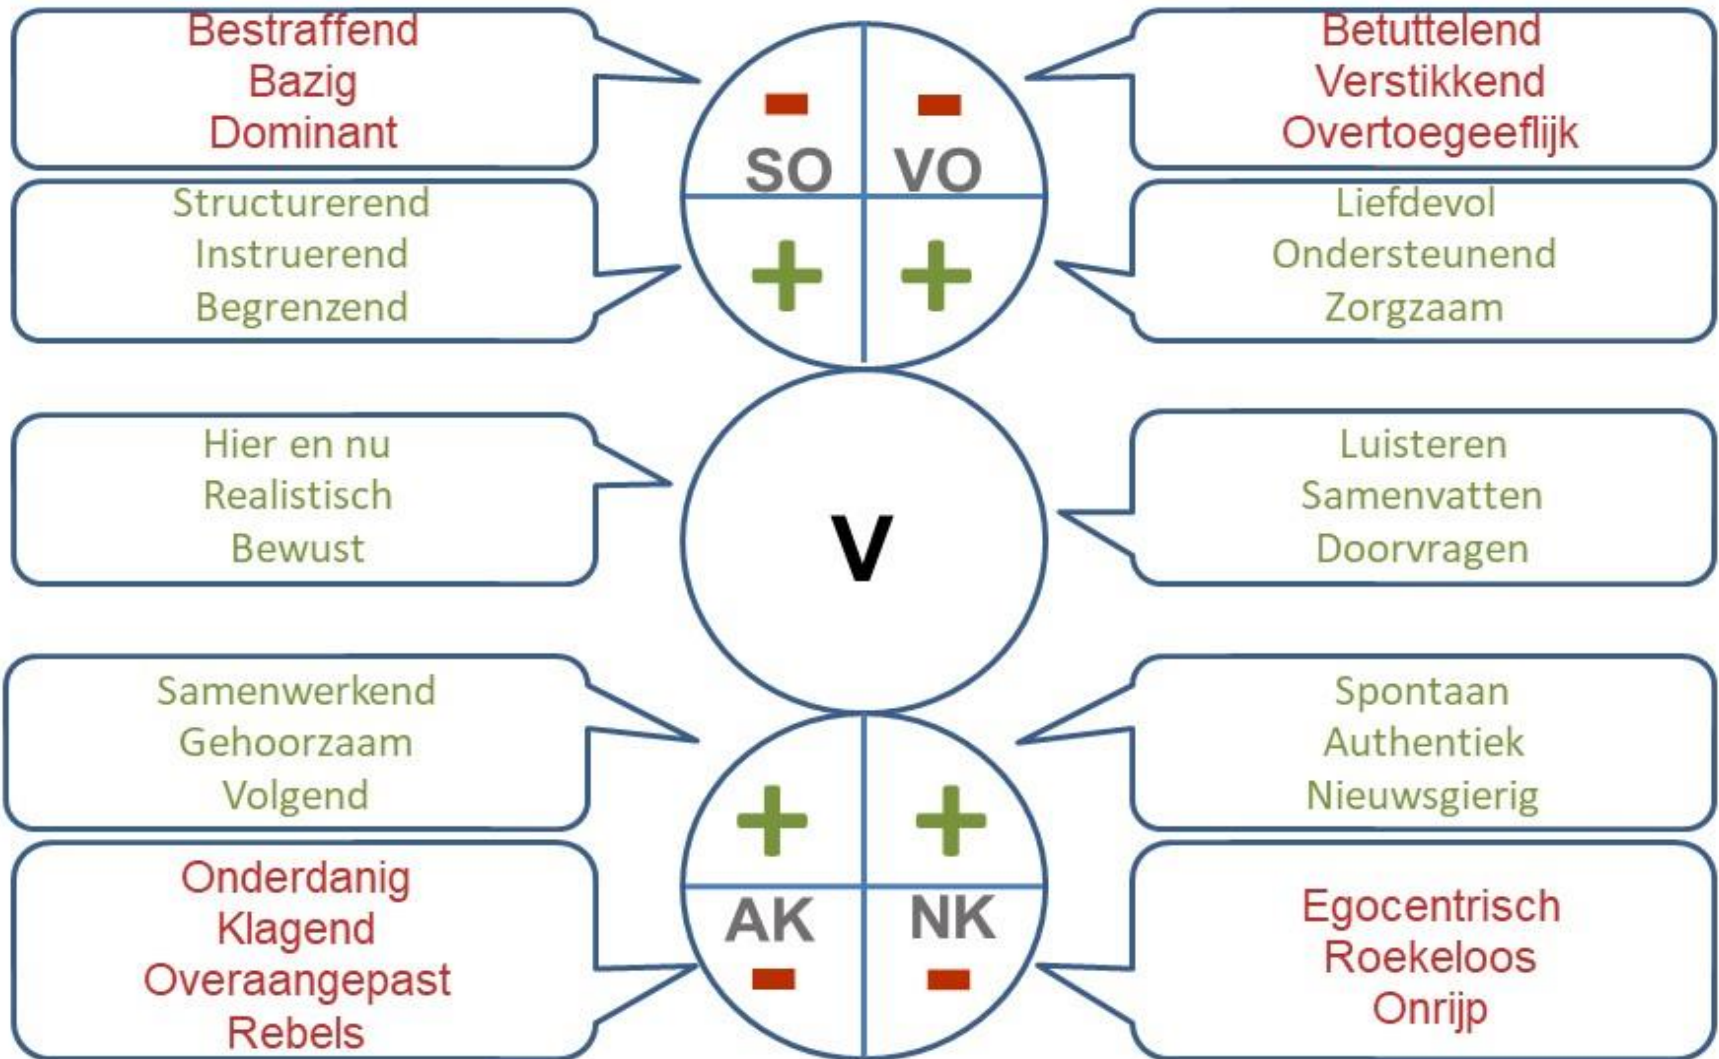 Bestraffend
Bazig
Dominant
Betuttelend
Verstikkend
Overtoegeeflijk
SO VO
Structurerend
Instruerend
Begrenzend
Liefdevol
Ondersteunend
Zorgzaam
Hier en nu
Realistisch
Bewust
V
Luisteren
Samenvatten
Doorvragen
Samenwerkend
Gehoorzaam
Volgend
Spontaan
Authentiek
Nieuwsgierig
AK NK
Onderdanig
Klagend
Overaangepast
Rebels
Egocentrisch
Roekeloos
Onrijp